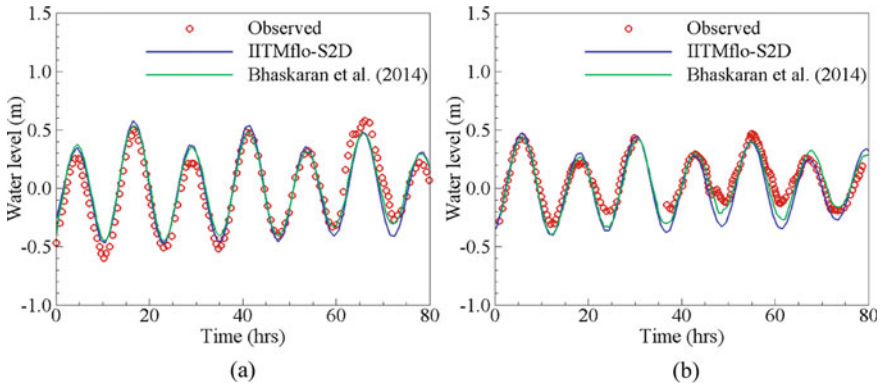 1.5
1.0
0.5
0.0
-0.5
-1.0
Water level (m)
Observed
IITMflo-S2D
Bhaskaran et al. (2014)
0
20
40
60
80
Time (hrs)
(a)
1.5
1.0
0.5
0.0
-0.5
-1.0
Water level (m)
Observed
IITMflo-S2D
Bhaskaran et al. (2014)
0
20
40
60
80
Time (hrs)
(b)